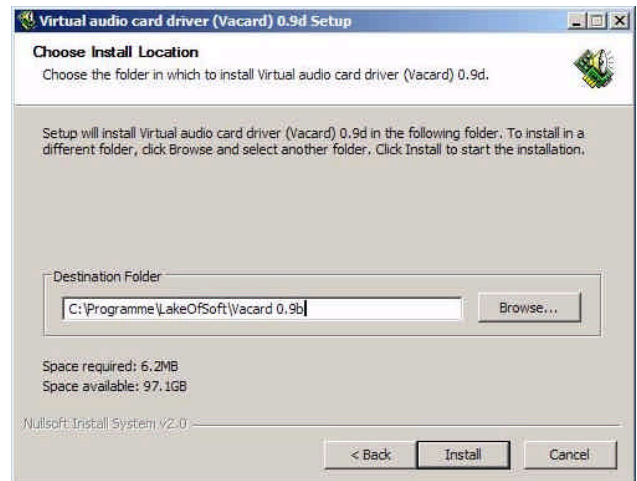 Virtual audio card driver (Vacard) 0.9d Setup
Choose Install Location
Choose the folder in which to install Virtual audio card driver (Vacard) 0.9d.
Setup will install Virtual audio card driver (Vacard) 0.9d in the following folder. To install in a
different folder, click Browse and select another folder. Click Install to start the installation.
Destination Folder
C:\Programme\LakeOfSoft\Vacard 0.9b
Browse...
Space required: 6.2MB
Space available: 97.1GB
Nullsoft Install System v2.0
< Back
Install
Cancel